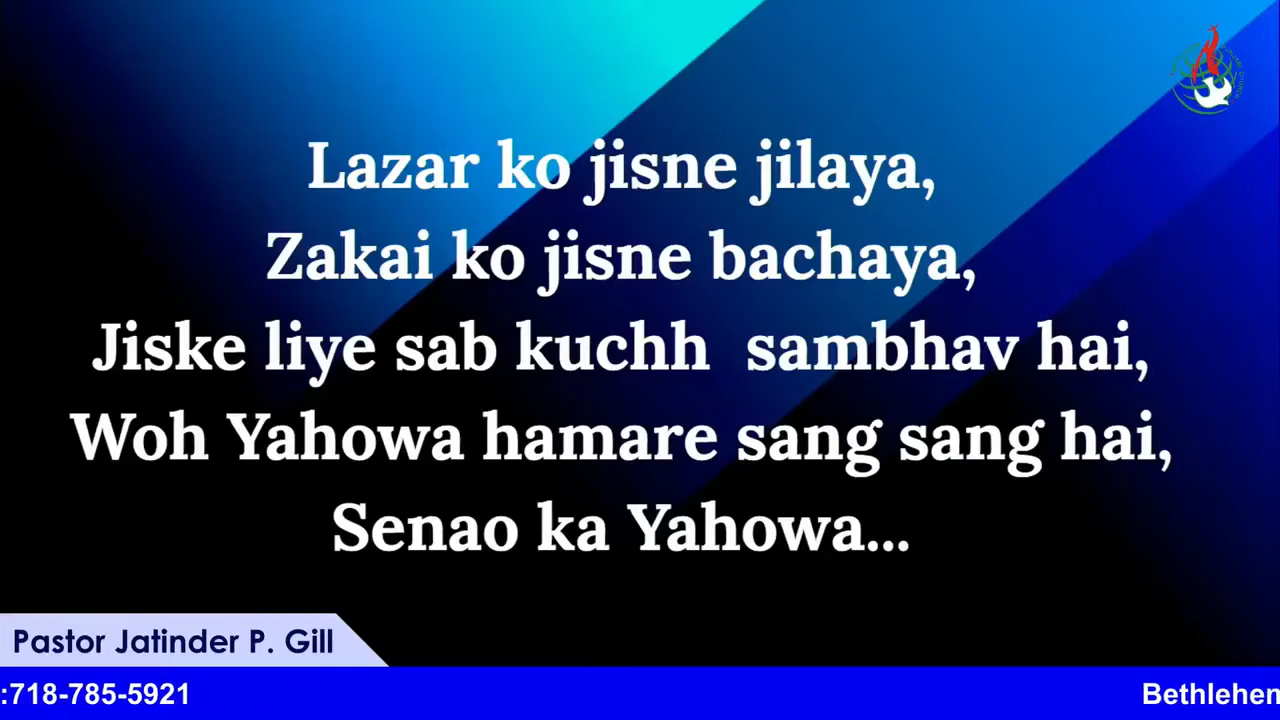 Lazar ko jisne jilaya,
Zakai ko jisne bachaya,
Jiske liye sab kuchh sambhav hai,
Woh Yahowa hamare sang sang hai,
Senao ka Yahowa...
Pastor Jatinder P. Gill
:718-785-5921
Bethlehem